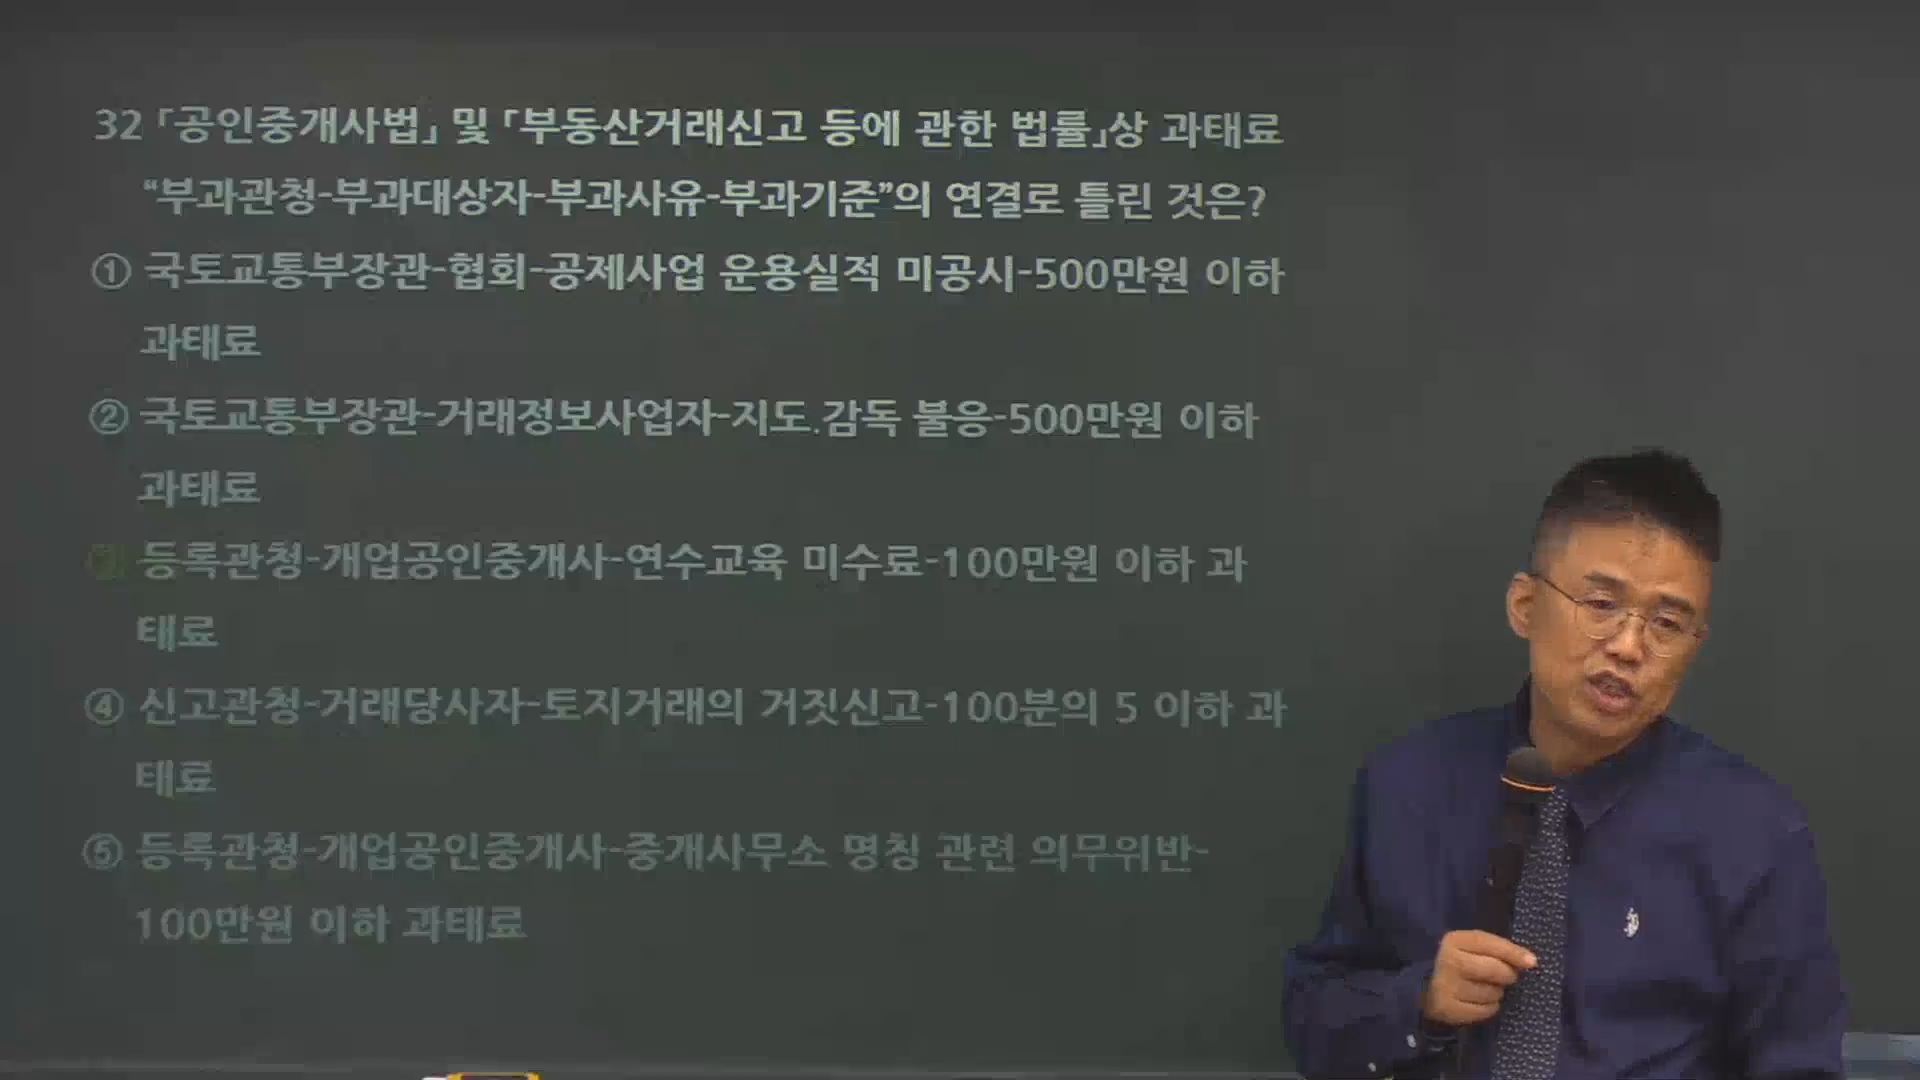 32 「공인중개사법」 및 「부동산거래신고 등에 관한 법률」상 과태료
“부과관청-부과대상자-부과사유-부과기준”의 연결로 틀린 것은?
① 국토교통부장관-협회-공제사업 운용실적 미공시-500만원 이하
과태료
② 국토교통부장관-거래정보사업자-지도.감독 불응-500만원 이하
과태료
③ 등록관청-개업공인중개사-연수교육 미수료-100만원 이하 과
태료
④ 신고관청-거래당사자-토지거래의 거짓신고-100분의 5 이하 과
태료
⑤ 등록관청-개업공인중개사-중개사무소 명칭 관련 의무위반-
100만원 이하 과태료